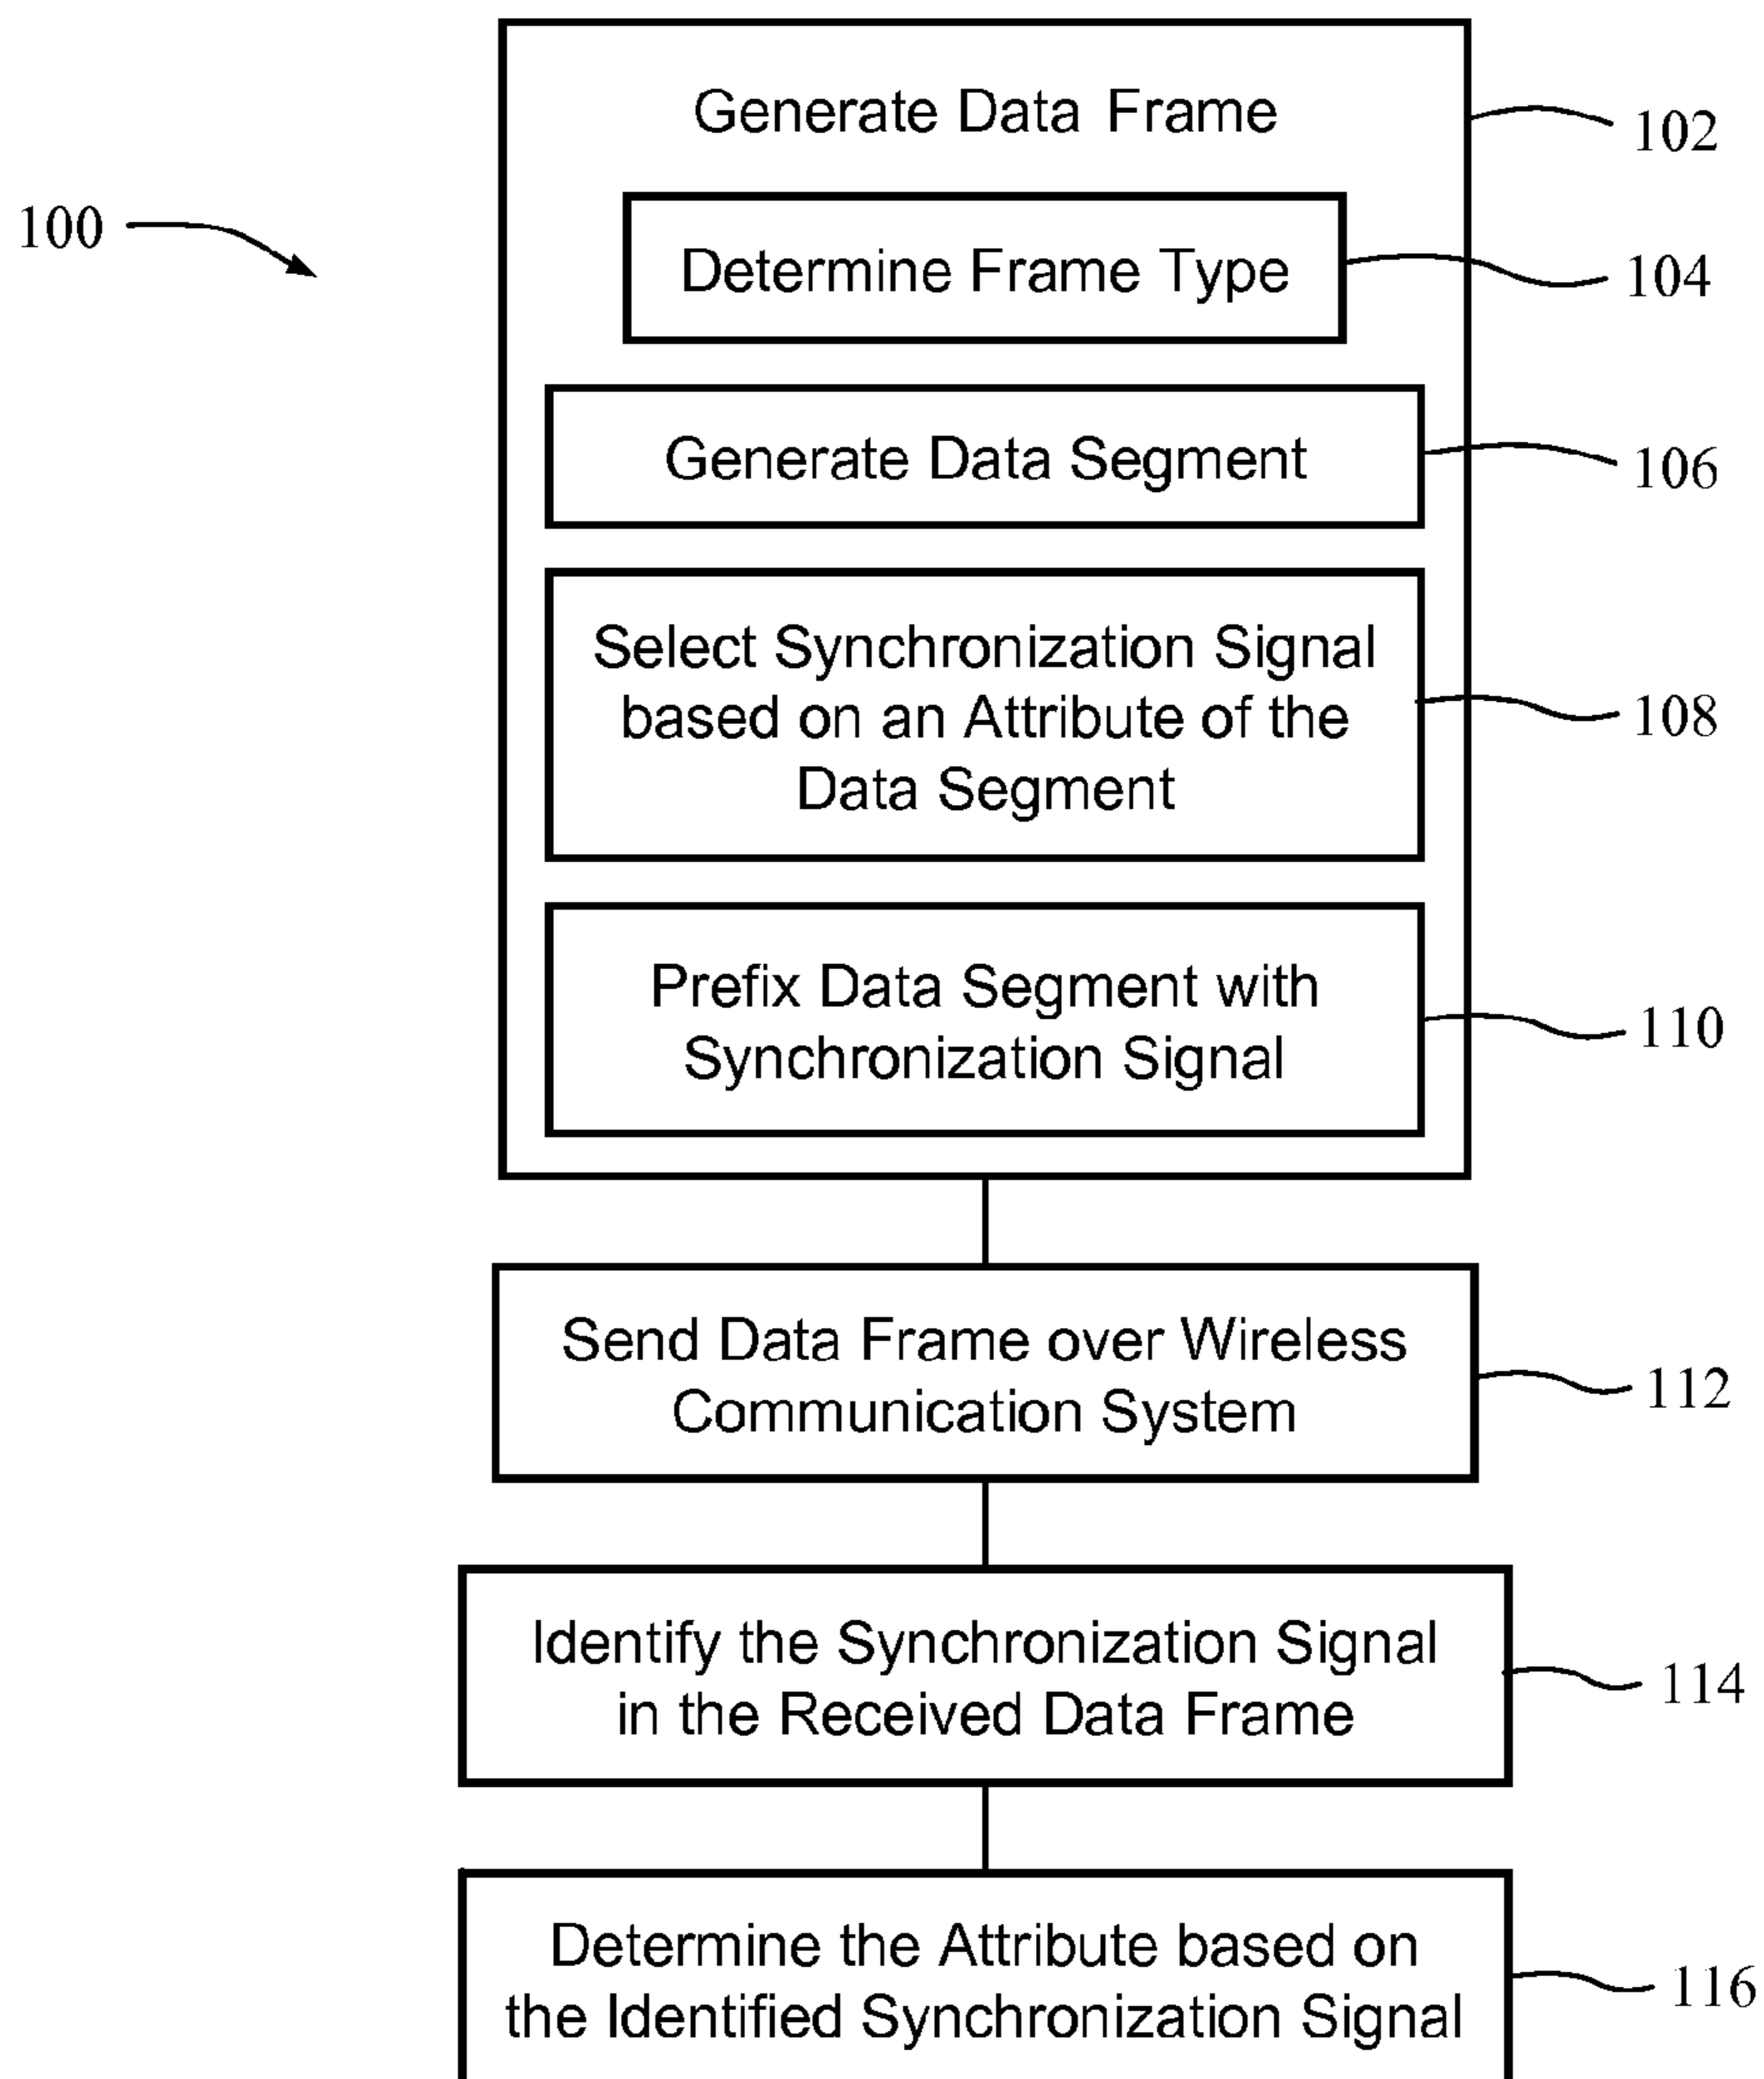 Generate Data Frame
102
100
Determine Frame Type
104
Generate Data Segment
106
Select Synchronization Signal
based on an Attribute of the
Data Segment
108
Prefix Data Segment with
Synchronization Signal
110
Send Data Frame over Wireless
Communication System
112
Identify the Synchronization Signal
in the Received Data Frame
114
Determine the Attribute based on
the Identified Synchronization Signal
116